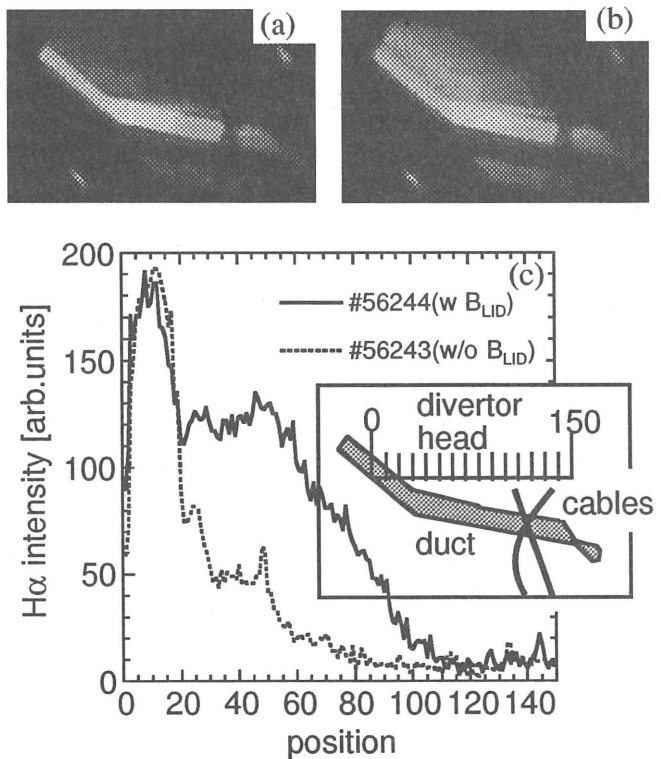 (a)
(b)
(c)
200
150
100
50
0
Hα intensity [arb.units]
#56244(w B_LID)
#56243(w/o B_LID)
0 divertor 150
head
cables
duct
0 20 40 60 80 100 120 140
position